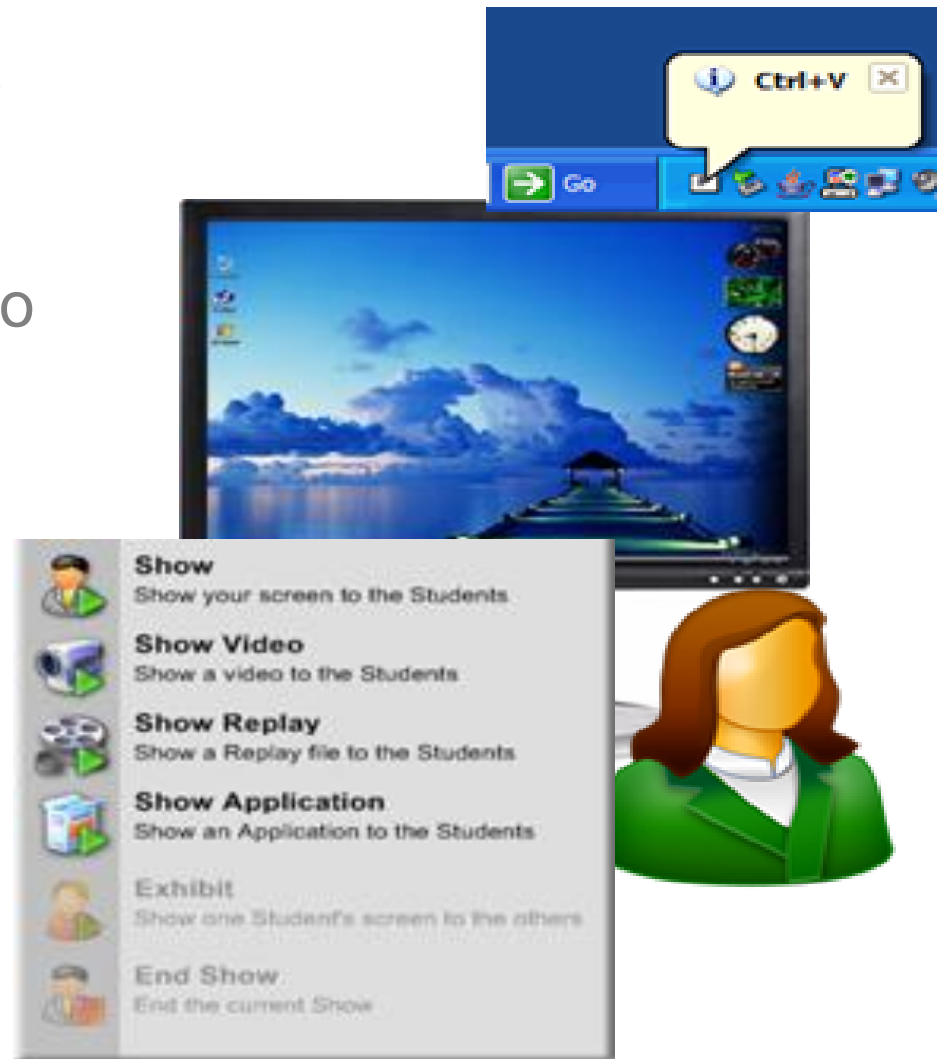 Ctrl+V
Go
o
Show
Show your screen to the Students
Show Video
Show a video to the Students
Show Replay
Show a Replay file to the Students
Show Application
Show an Application to the Students
Exhibit
Show one Student's screen to the others
End Show
End the current Show